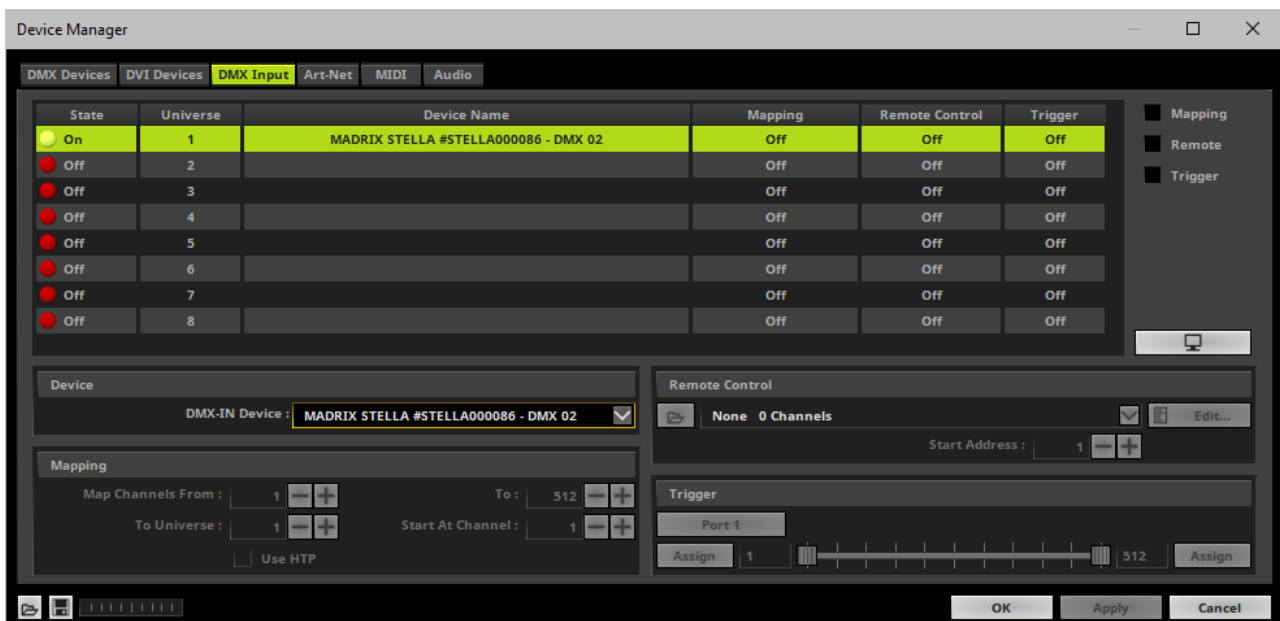 Device Manager
DMX Devices DVI Devices DMX Input Art-Net MIDI Audio
State Universe Device Name Mapping Remote Control Trigger
On 1 MADRIX STELLA #STELLA000086 - DMX 02 Off Off Off
Off 2 Off Off Off
Off 3 Off Off Off
Off 4 Off Off Off
Off 5 Off Off Off
Off 6 Off Off Off
Off 7 Off Off Off
Off 8 Off Off Off
Mapping
Remote
Trigger
Device
DMX-IN Device : MADRIX STELLA #STELLA000086 - DMX 02
Mapping
Map Channels From : 1 To : 512
To Universe : 1 Start At Channel : 1
Use HTP
Remote Control
None 0 Channels Edit...
Start Address : 1
Trigger
Port 1
Assign 1 512 Assign
OK Apply Cancel